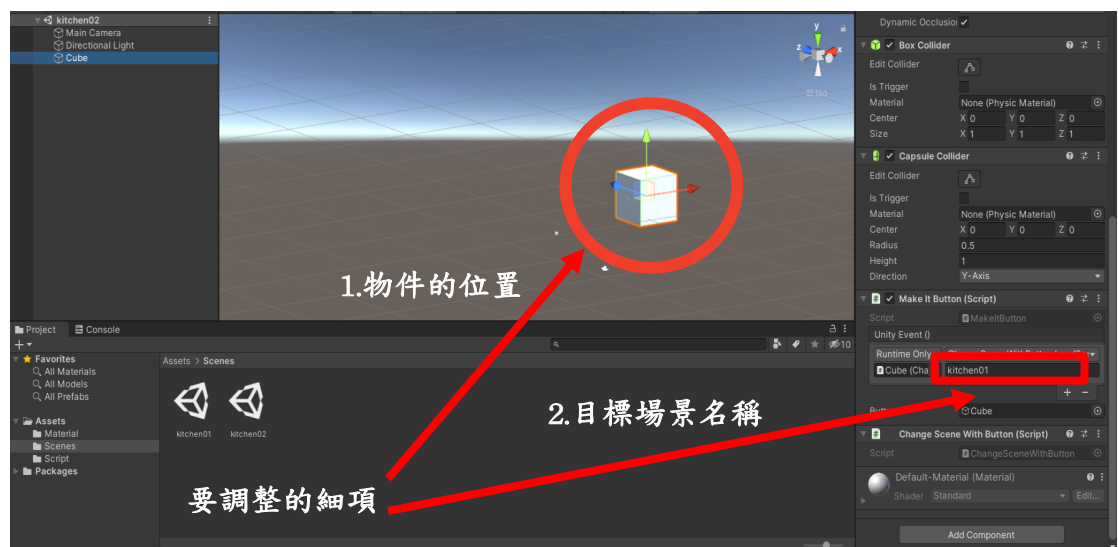 kitchen02
Main Camera
Directional Light
Cube
y
z
x
Iso
1.物件的位置
Project
Console
10
Favorites
All Materials
All Models
All Prefabs
Assets
Material
Scenes
Script
Packages
Assets > Scenes
kitchen01
kitchen02
2.目標場景名稱
要調整的細項
Dynamic Occlusion
Box Collider
Edit Collider
Is Trigger
Material None (Physic Material)
Center X 0 Y 0 Z 0
Size X 1 Y 1 Z 1
Capsule Collider
Edit Collider
Is Trigger
Material None (Physic Material)
Center X 0 Y 0 Z 0
Radius 0.5
Height 1
Direction Y-Axis
Make It Button (Script)
Script MakeItButton
Unity Event ()
Runtime Only
Cube (Cha kitchen01
+ −
Cube
Change Scene With Button (Script)
Script ChangeSceneWithButton
Default-Material (Material)
Shader Standard Edit...
Add Component